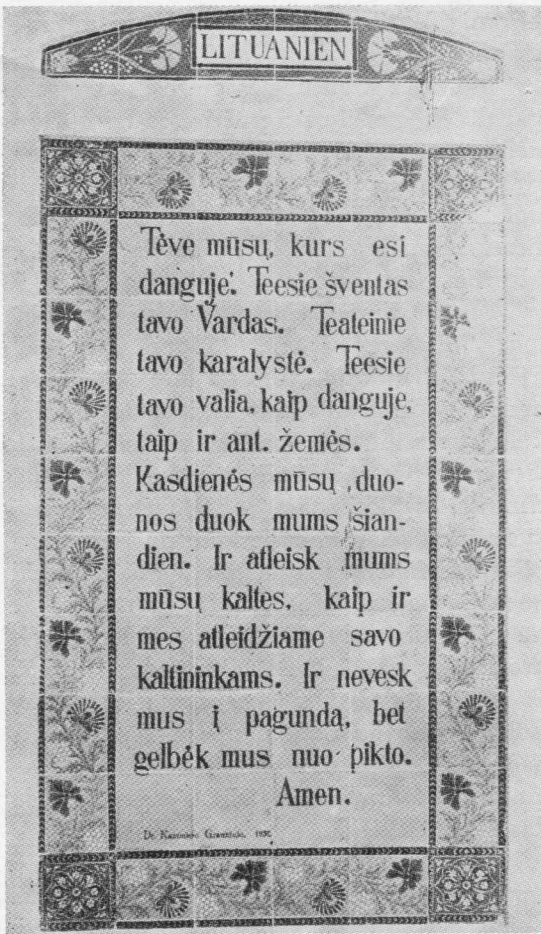 LITUANIEN
Tėve mūsų, kurs esi
danguje. Teesie šventas
tavo Vardas. Teateinie
tavo karalystė. Teesie
tavo valia, kaip danguje,
taip ir ant. žemės.
Kasdienės mūsų duo-
nos duok mums šian-
dien. Ir atleisk mums
mūsų kaltes, kaip ir
mes atleidžiame savo
kaltininkams. Ir nevesk
mus į pagundą, bet
gelbėk mus nuo pikto.
Amen.
Dr. Kazimiero